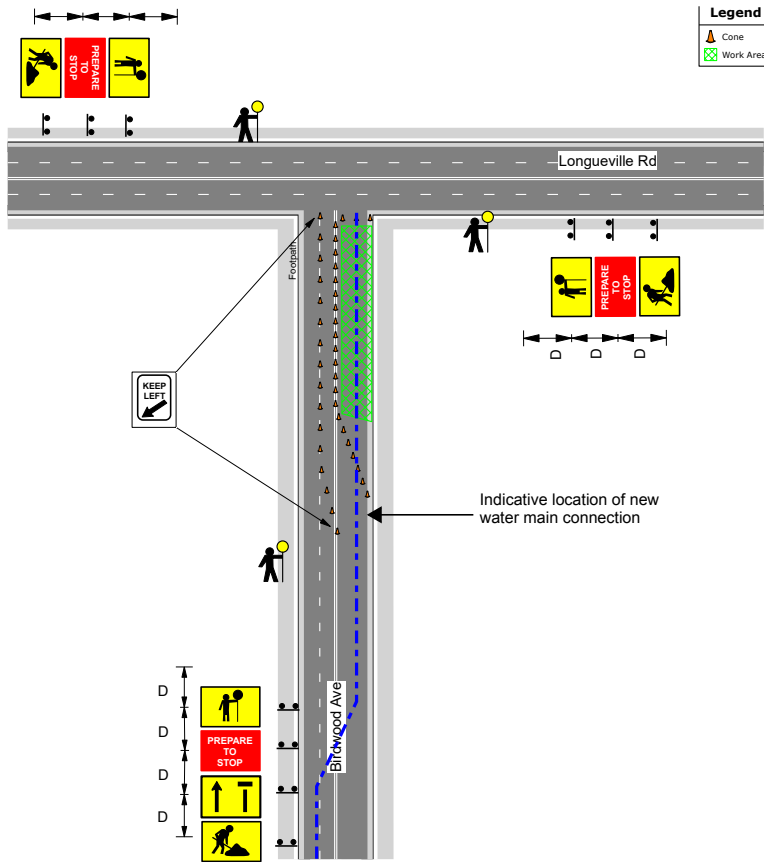 Legend
Cone
Work Area
PREPARE
TO
STOP
Longueville Rd
Footpath
PREPARE
TO
STOP
D
D
D
KEEP
LEFT
Indicative location of new
water main connection
D
D
D
D
PREPARE
TO
STOP
Birdwood Ave